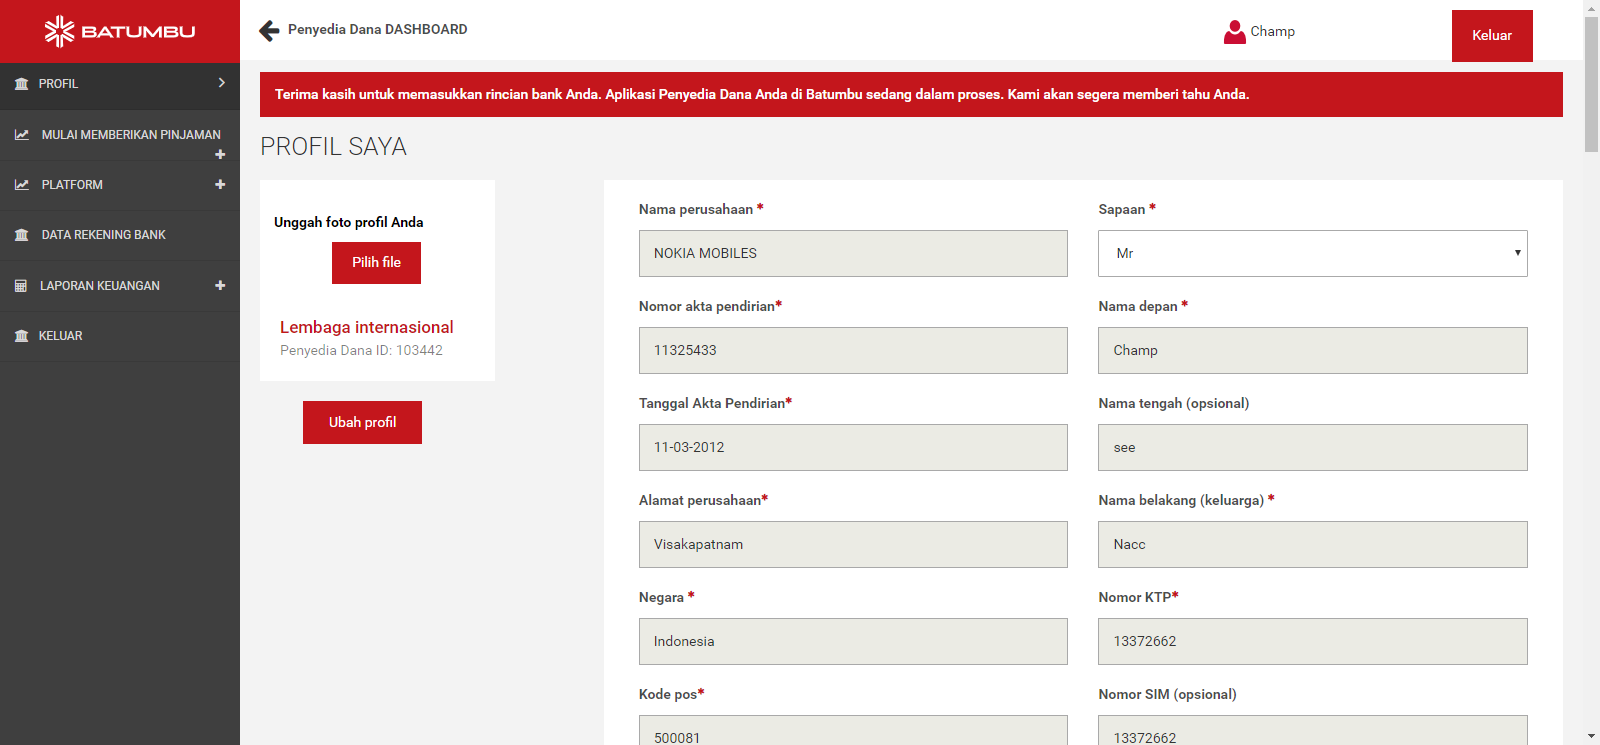 BATUMBU
Penyedia Dana DASHBOARD
Champ
Keluar
PROFIL
MULAI MEMBERIKAN PINJAMAN
PLATFORM
DATA REKENING BANK
LAPORAN KEUANGAN
KELUAR
Terima kasih untuk memasukkan rincian bank Anda. Aplikasi Penyedia Dana Anda di Batumbu sedang dalam proses. Kami akan segera memberi tahu Anda.
PROFIL SAYA
Unggah foto profil Anda
Pilih file
Lembaga internasional
Penyedia Dana ID: 103442
Ubah profil
Nama perusahaan *
NOKIA MOBILES
Nomor akta pendirian*
11325433
Tanggal Akta Pendirian*
11-03-2012
Alamat perusahaan*
Visakapatnam
Negara *
Indonesia
Kode pos*
500081
Sapaan *
Mr
Nama depan *
Champ
Nama tengah (opsional)
see
Nama belakang (keluarga) *
Nacc
Nomor KTP*
13372662
Nomor SIM (opsional)
13372662